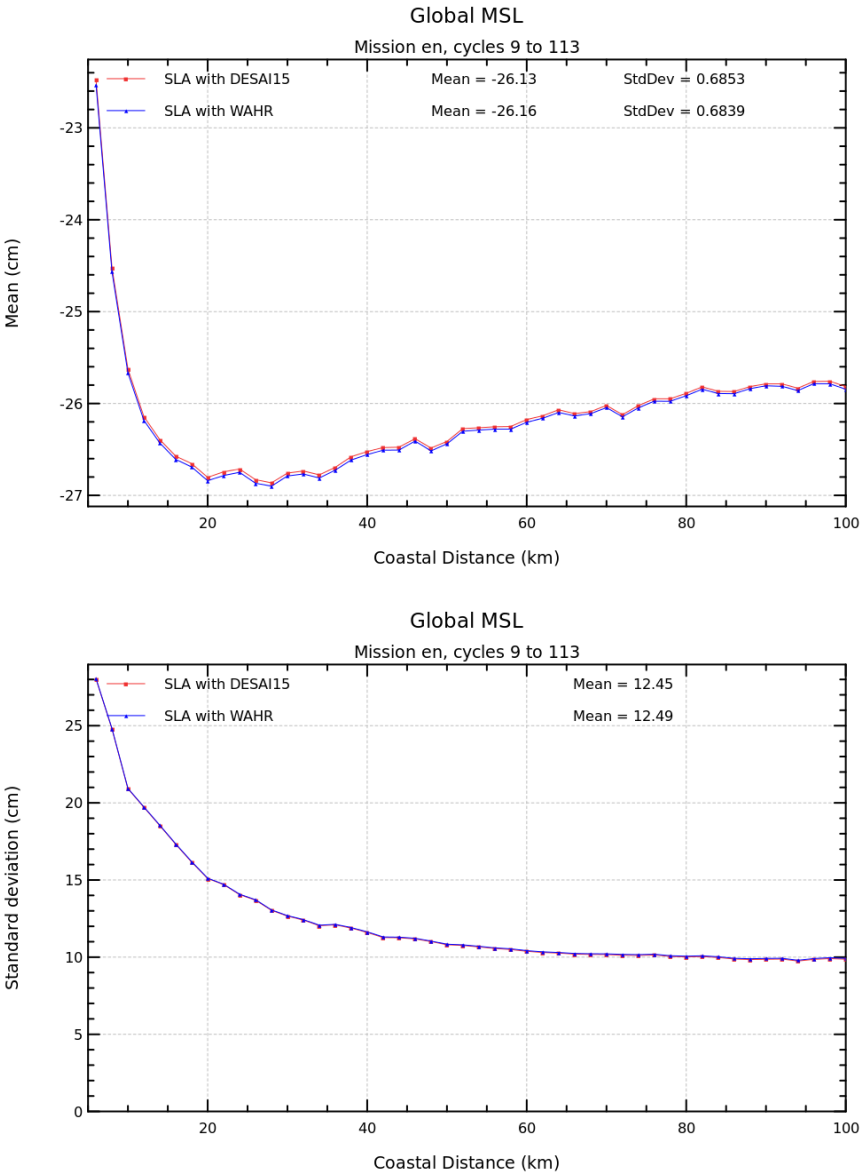 Global MSL
Mission en, cycles 9 to 113
SLA with DESAI15 Mean = -26.13 StdDev = 0.6853
SLA with WAHR Mean = -26.16 StdDev = 0.6839
-23
-24
-25
-26
-27
Mean (cm)
20 40 60 80 100
Coastal Distance (km)
Global MSL
Mission en, cycles 9 to 113
SLA with DESAI15 Mean = 12.45
SLA with WAHR Mean = 12.49
25
20
15
10
5
0
Standard deviation (cm)
20 40 60 80 100
Coastal Distance (km)